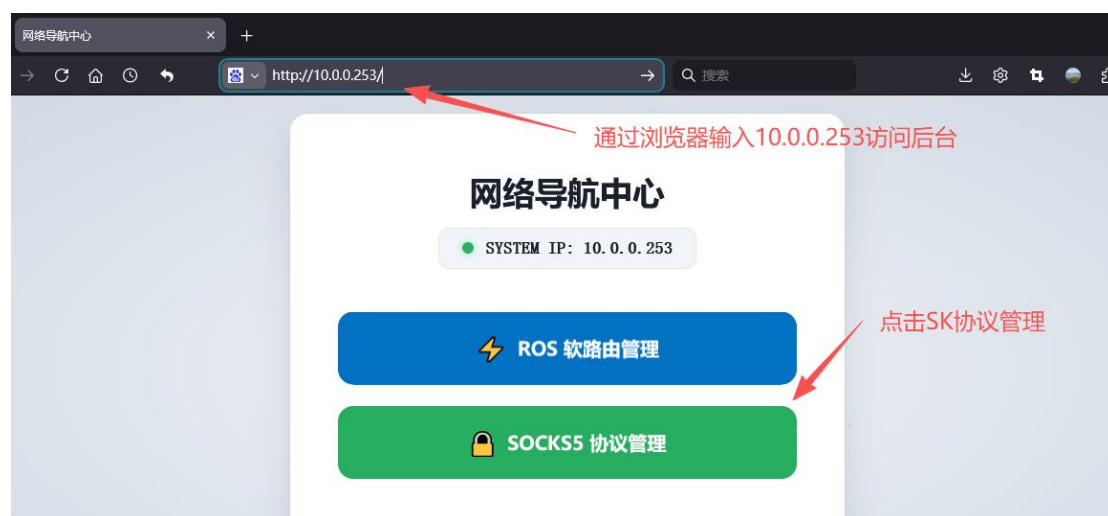 网络导航中心
http://10.0.0.253/
搜索
通过浏览器输入10.0.0.253访问后台
网络导航中心
SYSTEM IP: 10.0.0.253
点击SK协议管理
ROS 软路由管理
SOCKS5 协议管理